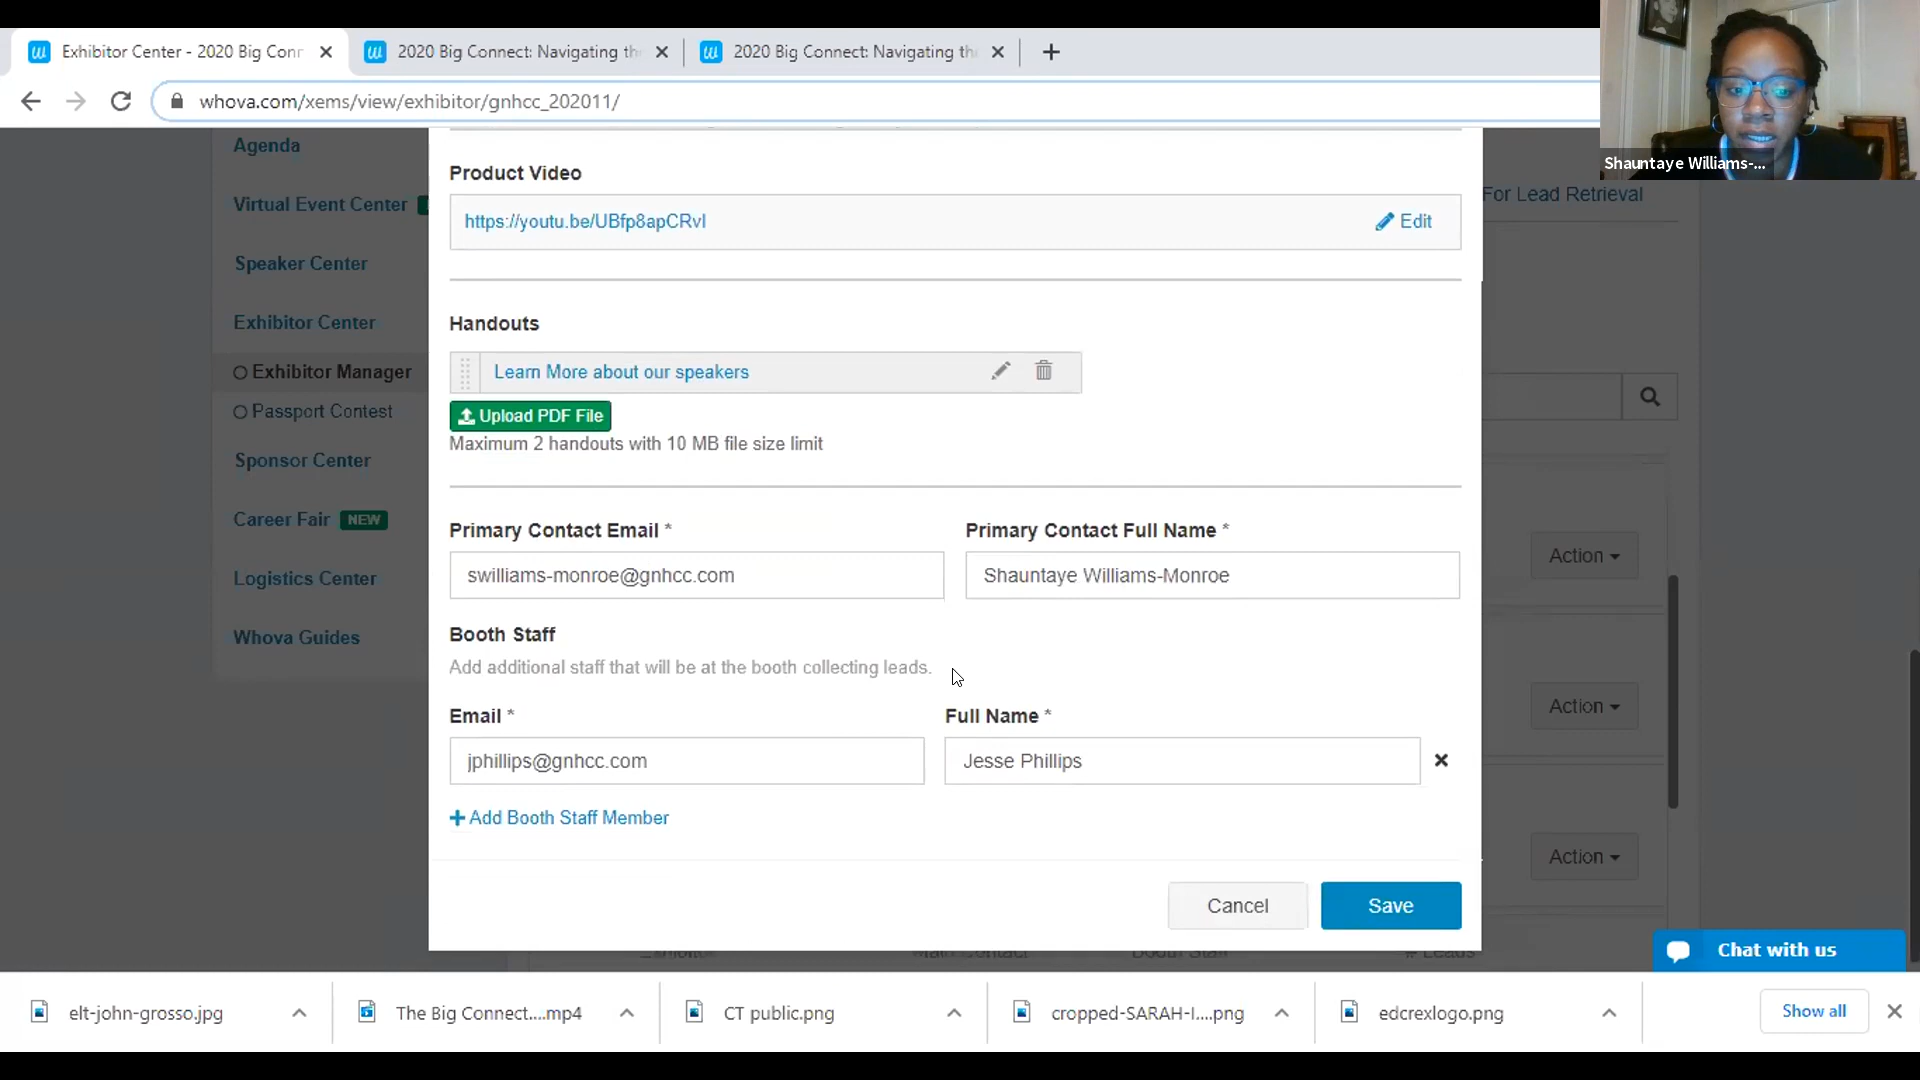 Exhibitor Center - 2020 Big Conn
2020 Big Connect: Navigating th
2020 Big Connect: Navigating th
whova.com/xems/view/exhibitor/gnhcc_202011/
Shauntaye Williams-...
Agenda
Virtual Event Center
Speaker Center
Exhibitor Center
Exhibitor Manager
Passport Contest
Sponsor Center
Career Fair NEW
Logistics Center
Whova Guides
For Lead Retrieval
Product Video
https://youtu.be/UBfp8apCRvI
Edit
Handouts
Learn More about our speakers
Upload PDF File
Maximum 2 handouts with 10 MB file size limit
Primary Contact Email *
Primary Contact Full Name *
swilliams-monroe@gnhcc.com
Shauntaye Williams-Monroe
Booth Staff
Add additional staff that will be at the booth collecting leads.
Email *
Full Name *
jphillips@gnhcc.com
Jesse Phillips
Add Booth Staff Member
Cancel
Save
Action
Action
Action
Exhibitor
Main Contact
Booth Staff
# Leads
Chat with us
elt-john-grosso.jpg
The Big Connect....mp4
CT public.png
cropped-SARAH-I....png
edcrexlogo.png
Show all